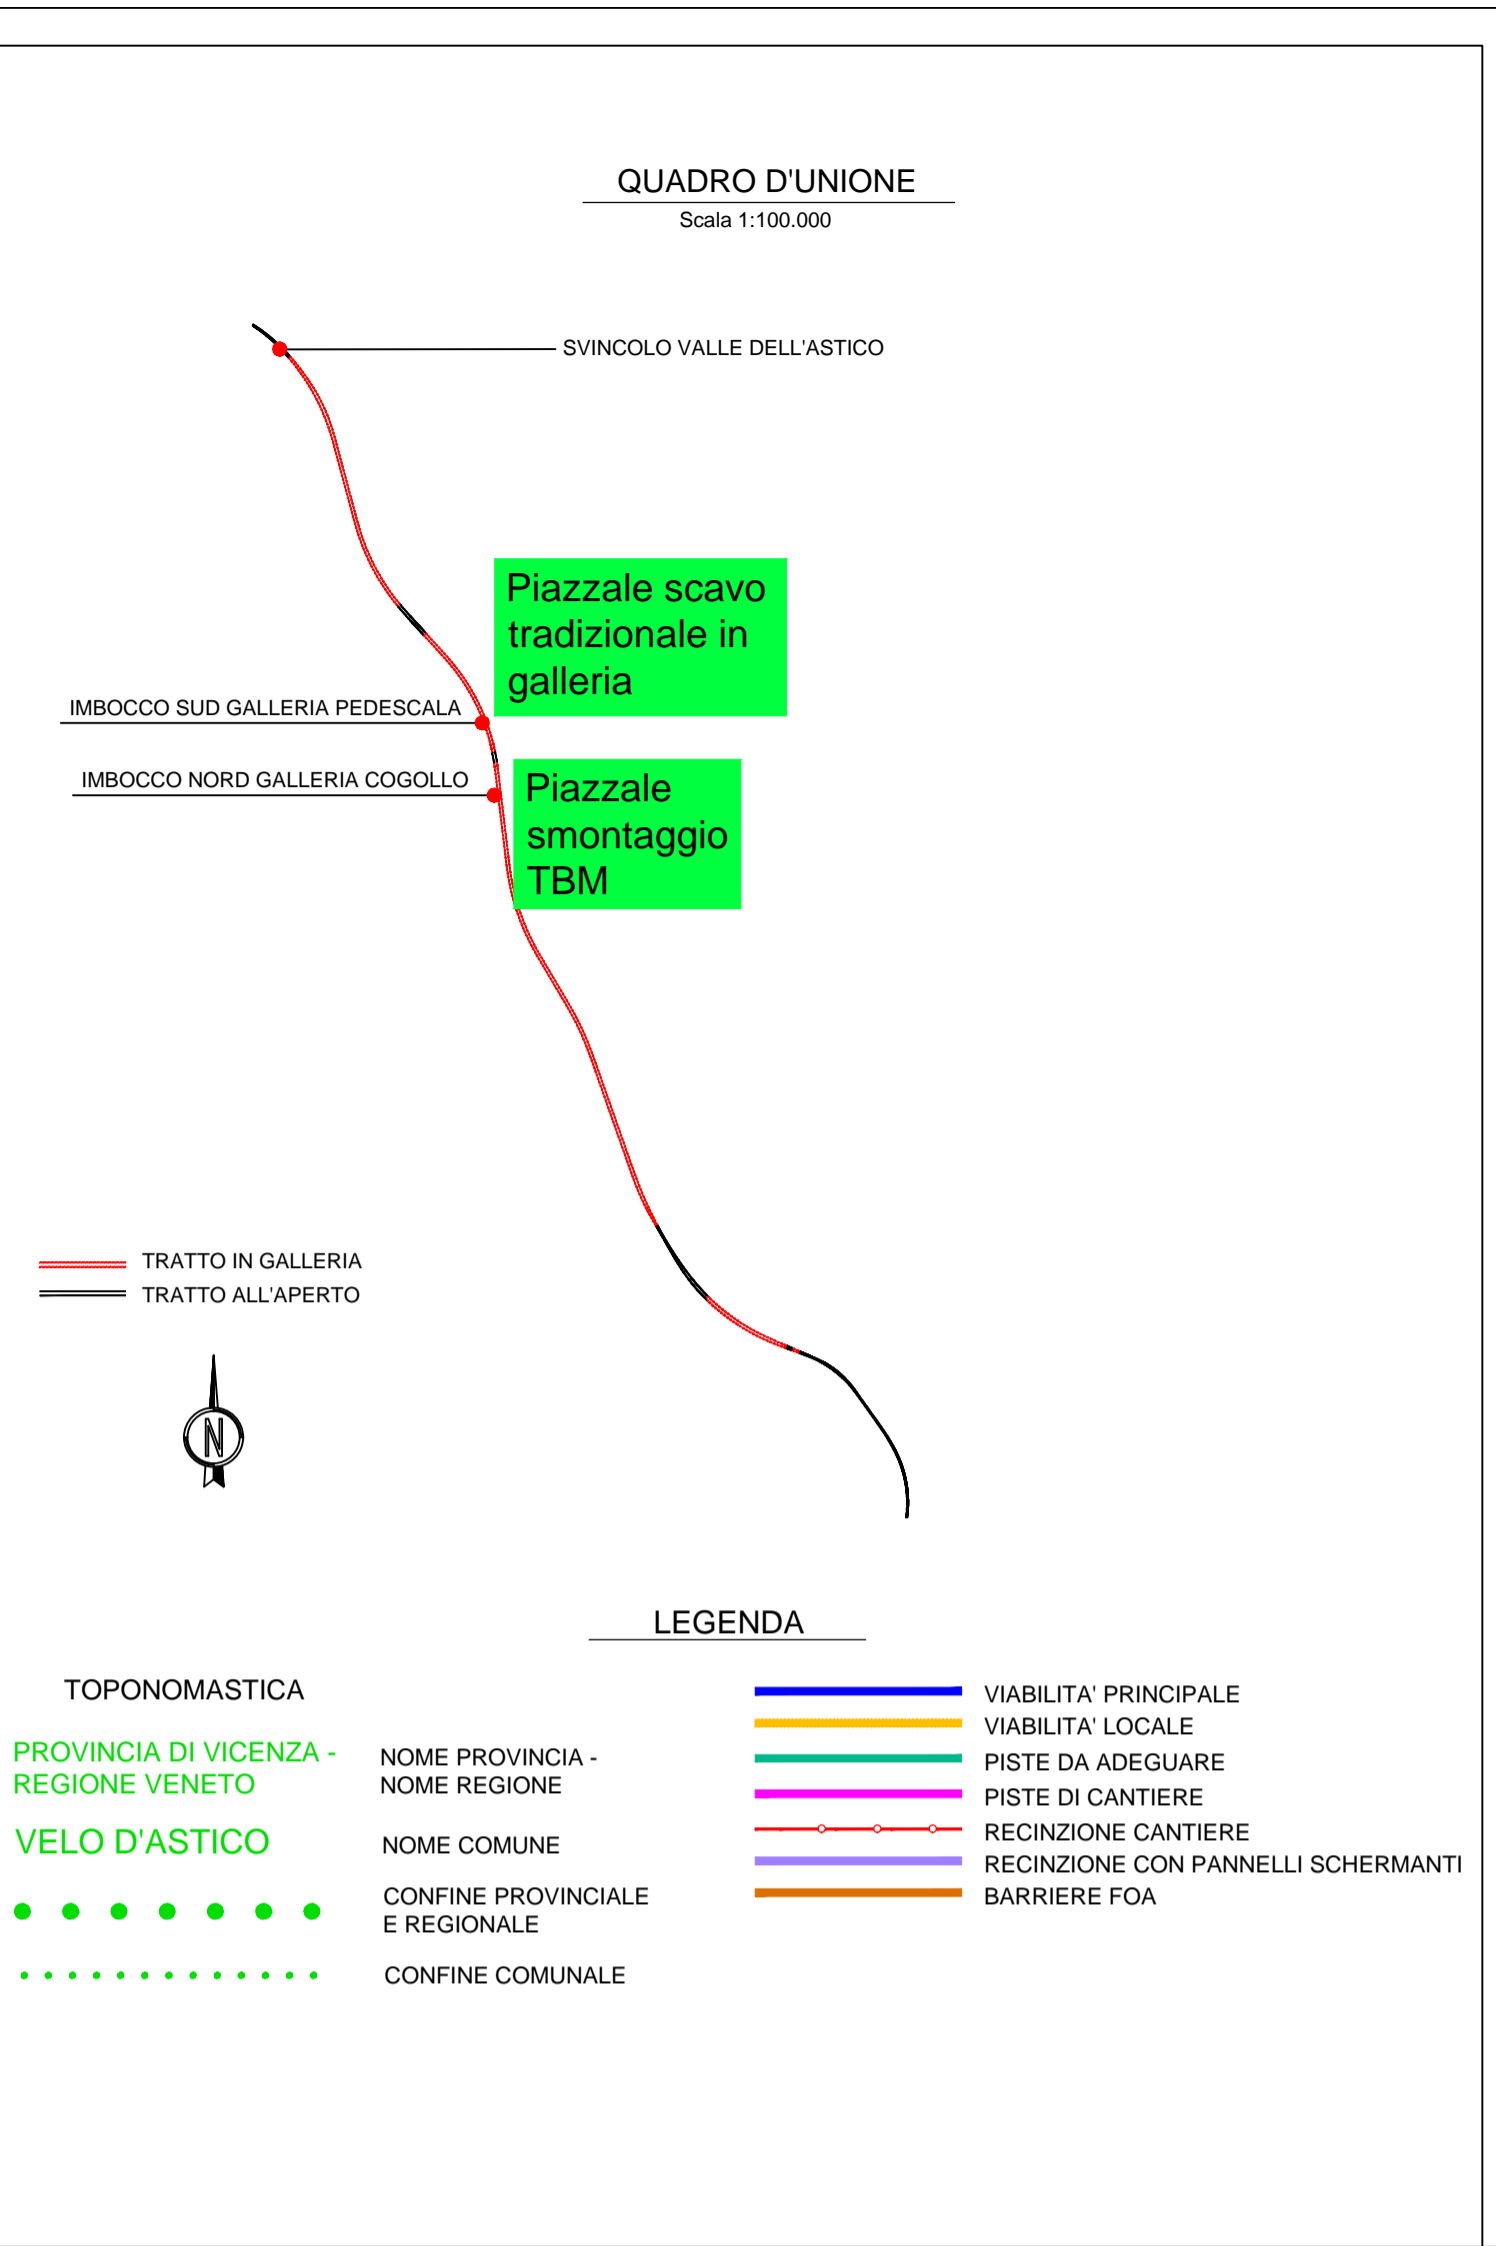 QUADRO D'UNIONE
Scala 1:100.000
SVINCOLO VALLE DELL'ASTICO
Piazzale scavo
tradizionale in
galleria
IMBOCCO SUD GALLERIA PEDESCALA
IMBOCCO NORD GALLERIA COGOLLO
Piazzale
smontaggio
TBM
TRATTO IN GALLERIA
TRATTO ALL'APERTO
N
LEGENDA
TOPONOMASTICA
PROVINCIA DI VICENZA -
REGIONE VENETO
NOME PROVINCIA -
NOME REGIONE
VELO D'ASTICO
NOME COMUNE
CONFINE PROVINCIALE
E REGIONALE
CONFINE COMUNALE
VIABILITA' PRINCIPALE
VIABILITA' LOCALE
PISTE DA ADEGUARE
PISTE DI CANTIERE
RECINZIONE CANTIERE
RECINZIONE CON PANNELLI SCHERMANTI
BARRIERE FOA